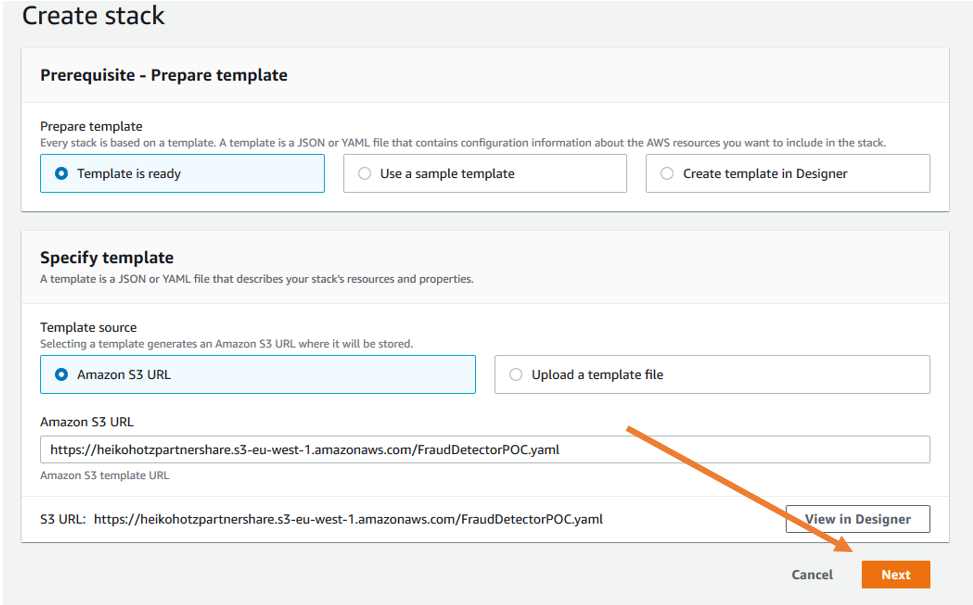 Create stack
Prerequisite - Prepare template
Prepare template
Every stack is based on a template. A template is a JSON or YAML file that contains configuration information about the AWS resources you want to include in the stack.
Template is ready
Use a sample template
Create template in Designer
Specify template
A template is a JSON or YAML file that describes your stack's resources and properties.
Template source
Selecting a template generates an Amazon S3 URL where it will be stored.
Amazon S3 URL
Upload a template file
Amazon S3 URL
https://heikohotzpartnershare.s3-eu-west-1.amazonaws.com/FraudDetectorPOC.yaml
Amazon S3 template URL
S3 URL: https://heikohotzpartnershare.s3-eu-west-1.amazonaws.com/FraudDetectorPOC.yaml
View in Designer
Cancel
Next